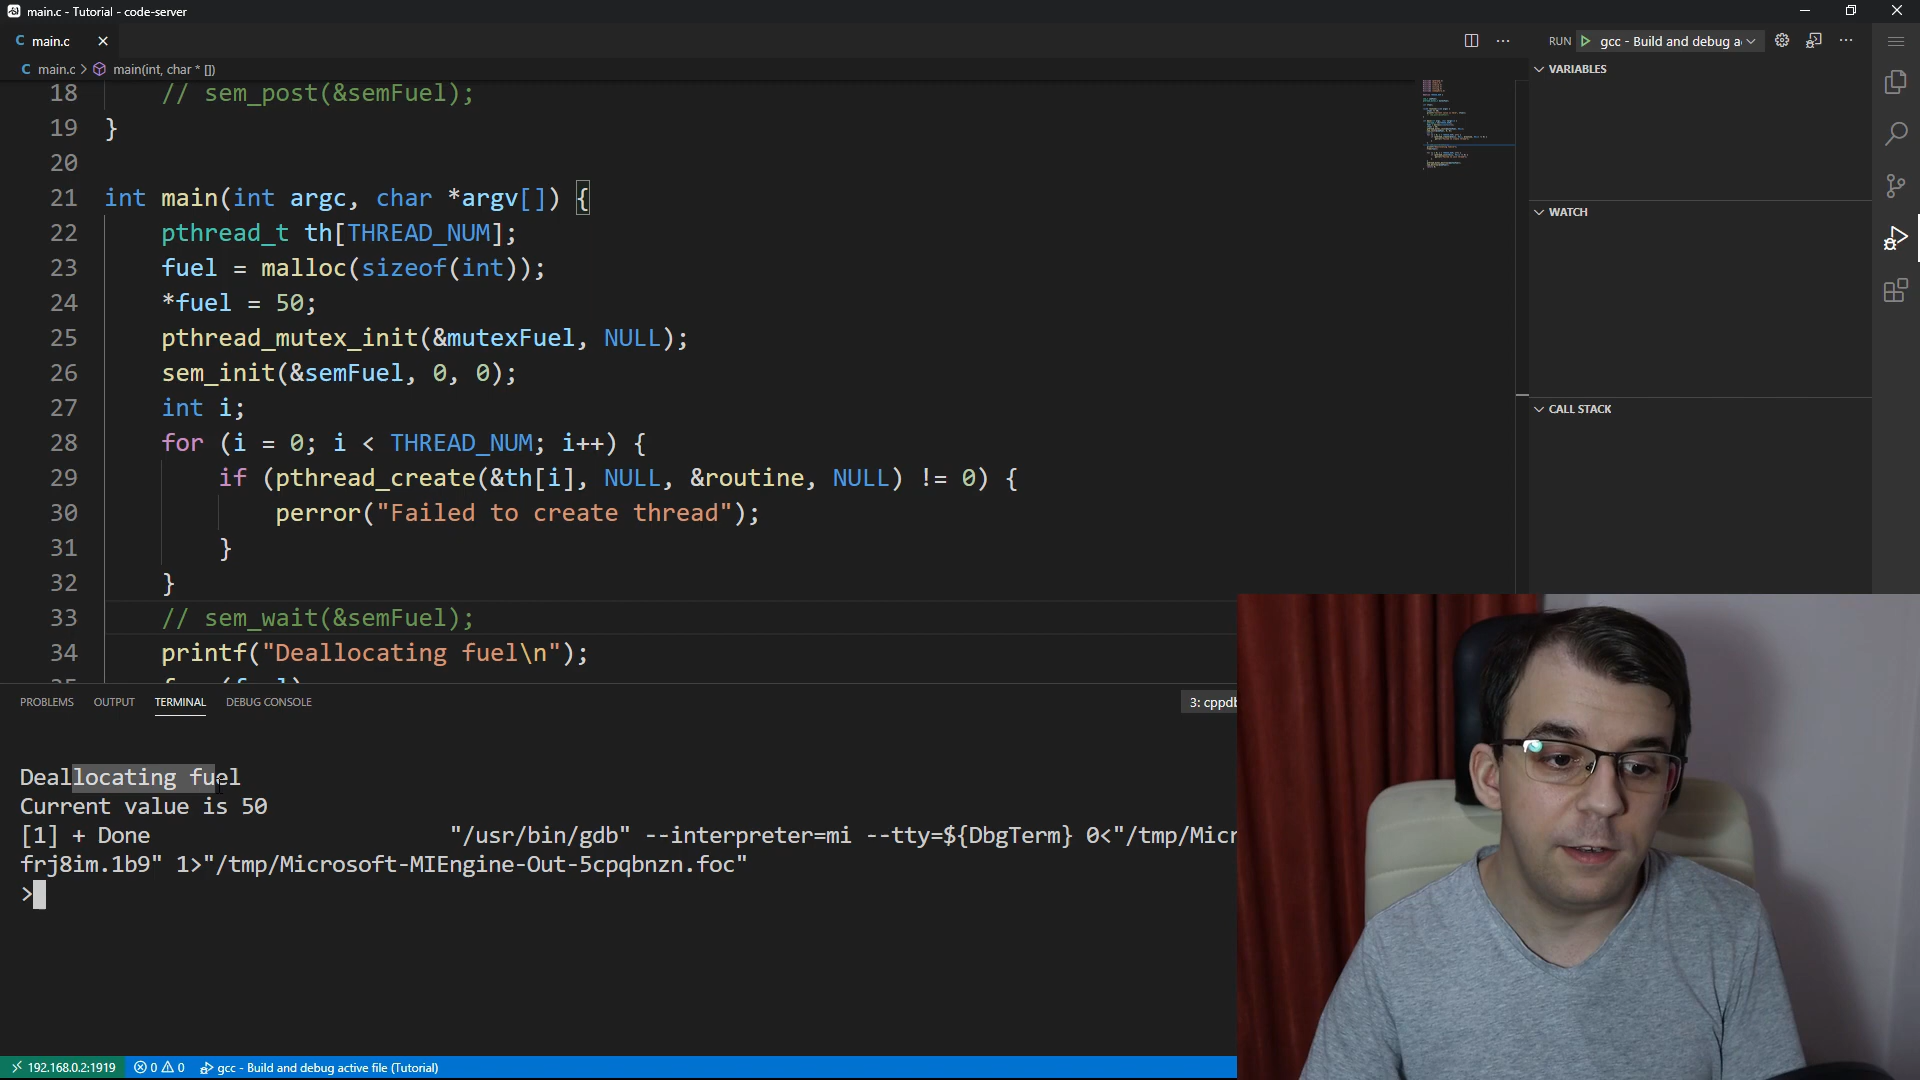 main.c - Tutorial - code-server
main.c
RUN gcc - Build and debug a
main.c > main(int, char * [])
18 // sem_post(&semFuel);
19 }
20
21 int main(int argc, char *argv[]) {
22 pthread_t th[THREAD_NUM];
23 fuel = malloc(sizeof(int));
24 *fuel = 50;
25 pthread_mutex_init(&mutexFuel, NULL);
26 sem_init(&semFuel, 0, 0);
27 int i;
28 for (i = 0; i < THREAD_NUM; i++) {
29 if (pthread_create(&th[i], NULL, &routine, NULL) != 0) {
30 perror("Failed to create thread");
31 }
32 }
33 // sem_wait(&semFuel);
34 printf("Deallocating fuel\n");
VARIABLES
WATCH
CALL STACK
PROBLEMS OUTPUT TERMINAL DEBUG CONSOLE
3: cppdb
Deallocating fuel
Current value is 50
[1] + Done "/usr/bin/gdb" --interpreter=mi --tty=${DbgTerm} 0<"/tmp/Micr
frj8im.1b9" 1>"/tmp/Microsoft-MIEngine-Out-5cpqbnzn.foc"
>
192.168.0.2:1919 0 0 gcc - Build and debug active file (Tutorial)